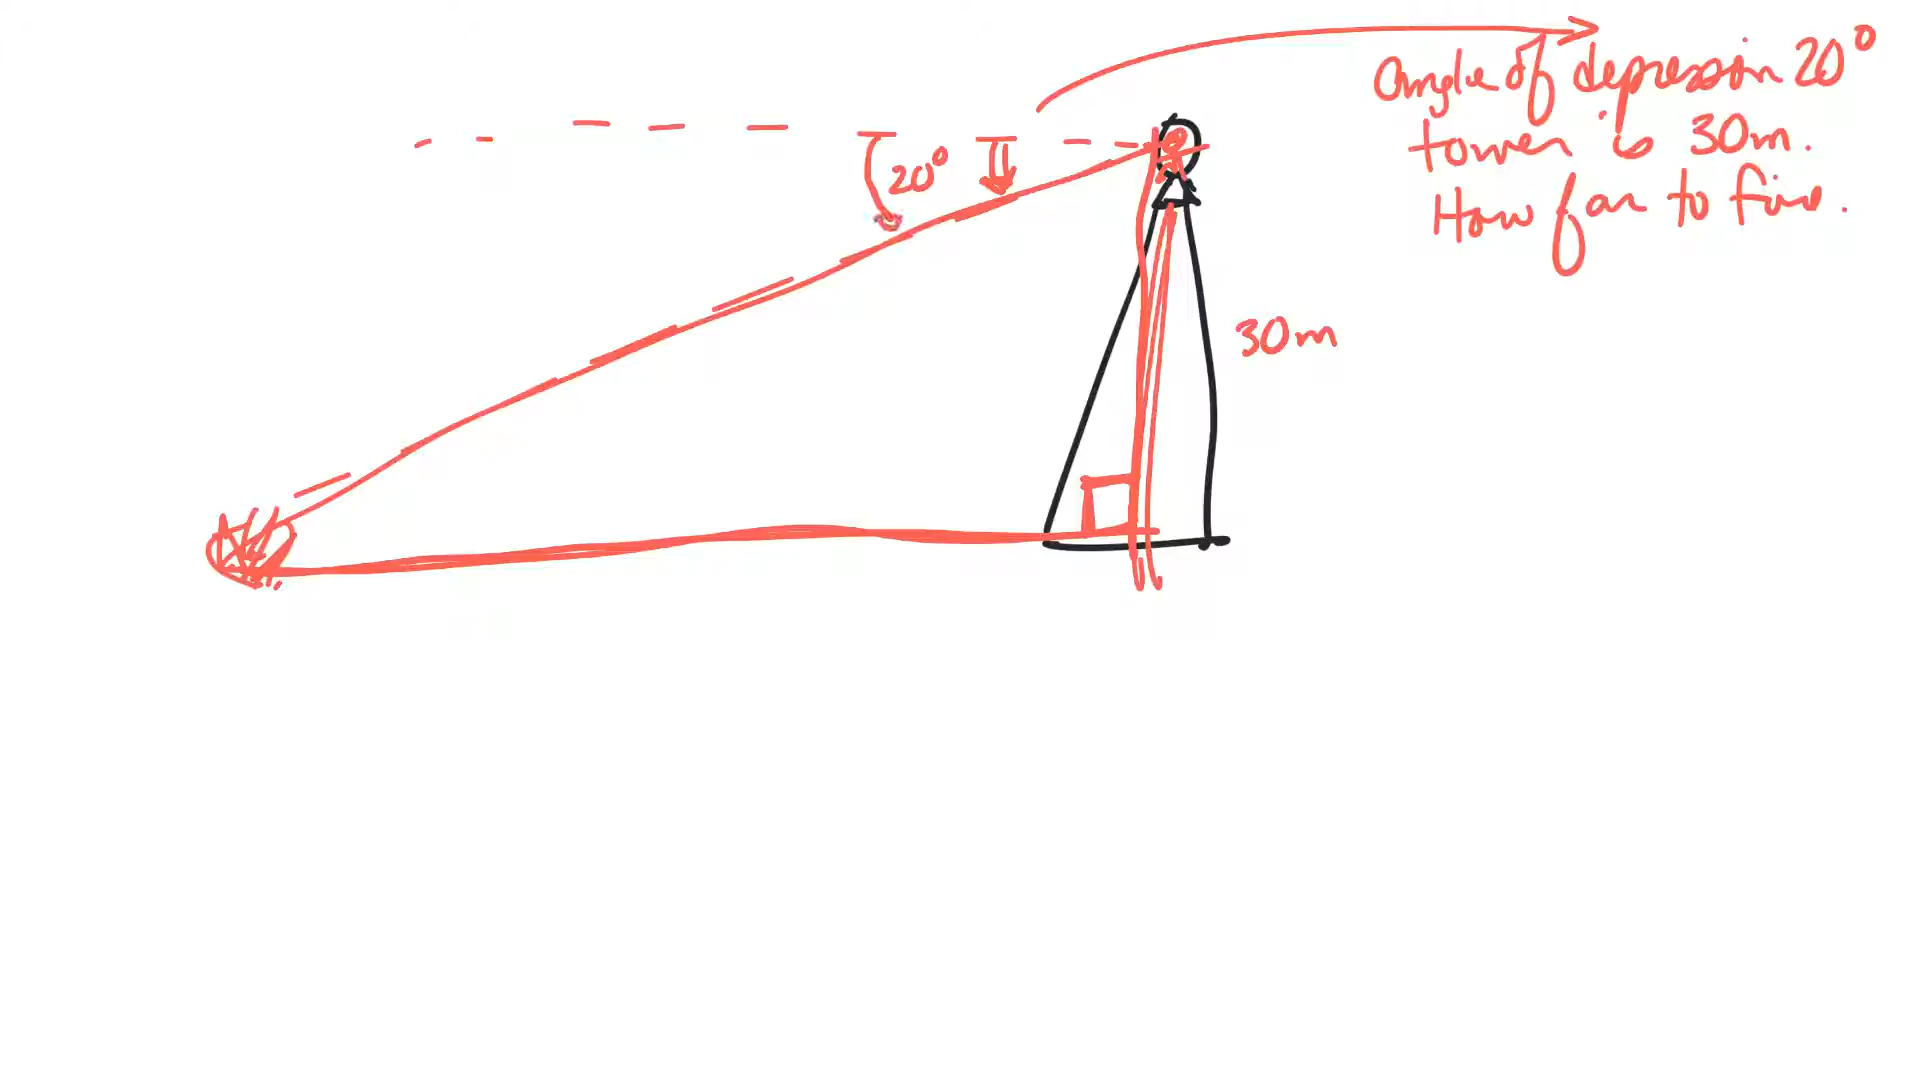 Angle of depression 20°
tower is 30m.
How far to fire.
20°
30m